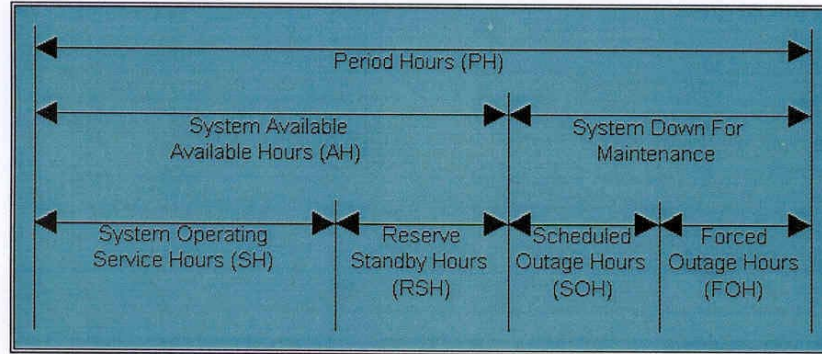 Period Hours (PH)
System Available
Available Hours (AH)
System Down For
Maintenance
System Operating
Service Hours (SH)
Reserve
Standby Hours
(RSH)
Scheduled
Outage Hours
(SOH)
Forced
Outage Hours
(FOH)